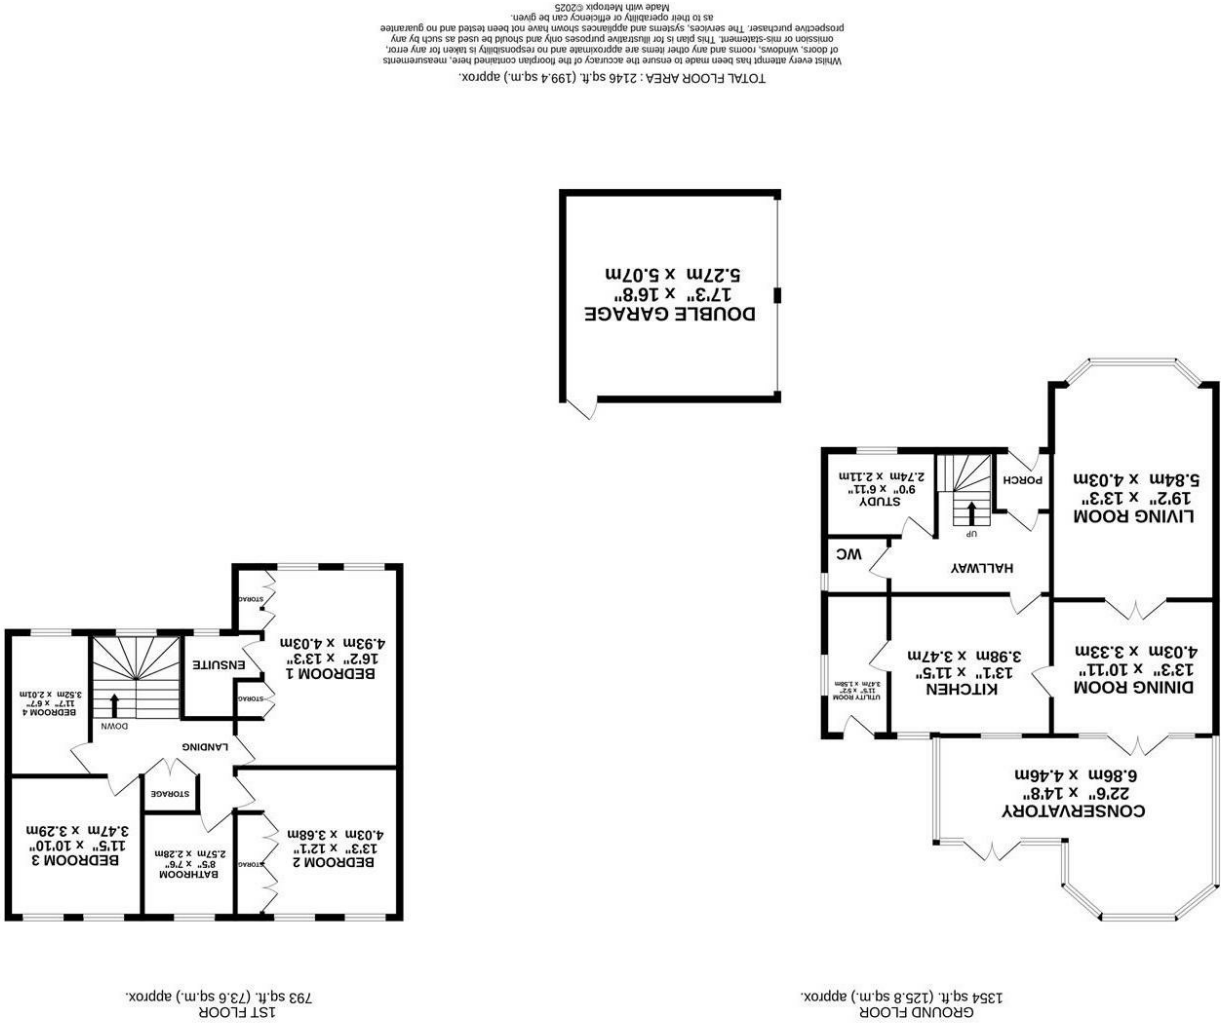 GROUND FLOOR
1354 sq.ft. (125.8 sq.m.) approx.
1ST FLOOR
793 sq.ft. (73.6 sq.m.) approx.
CONSERVATORY
22'6" x 14'8"
6.86m x 4.46m
DINING ROOM
13'3" x 10'11"
4.03m x 3.33m
KITCHEN
13'1" x 11'5"
3.98m x 3.47m
UTILITY ROOM
11'5" x 5'2"
3.47m x 1.58m
LIVING ROOM
19'2" x 13'3"
5.84m x 4.03m
HALLWAY
WC
UP
PORCH
STUDY
9'0" x 6'11"
2.74m x 2.11m
BEDROOM 2
13'3" x 12'1"
4.03m x 3.68m
STORAGE
BATHROOM
8'5" x 7'6"
2.57m x 2.28m
BEDROOM 3
11'5" x 10'10"
3.47m x 3.29m
STORAGE
LANDING
DOWN
BEDROOM 4
11'7" x 6'7"
3.52m x 2.01m
BEDROOM 1
16'2" x 13'3"
4.93m x 4.03m
STORAGE
ENSUITE
STORAGE
DOUBLE GARAGE
17'3" x 16'8"
5.27m x 5.07m
TOTAL FLOOR AREA : 2146 sq.ft. (199.4 sq.m.) approx.
Whilst every attempt has been made to ensure the accuracy of the floorplan contained here, measurements
of doors, windows, rooms and any other items are approximate and no responsibility is taken for any error,
omission or mis-statement. This plan is for illustrative purposes only and should be used as such by any
prospective purchaser. The services, systems and appliances shown have not been tested and no guarantee
as to their operability or efficiency can be given.
Made with Metropix ©2025